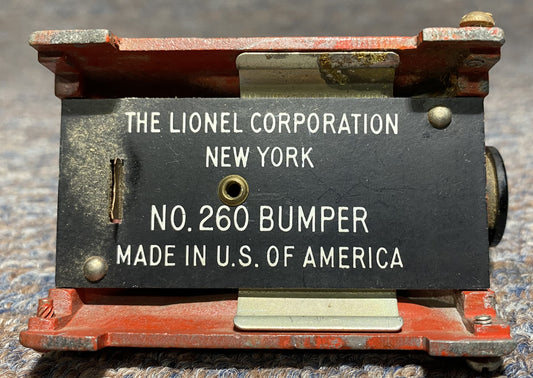 THE LIONEL CORPORATION
NEW YORK
NO. 260 BUMPER
MADE IN U.S. OF AMERICA